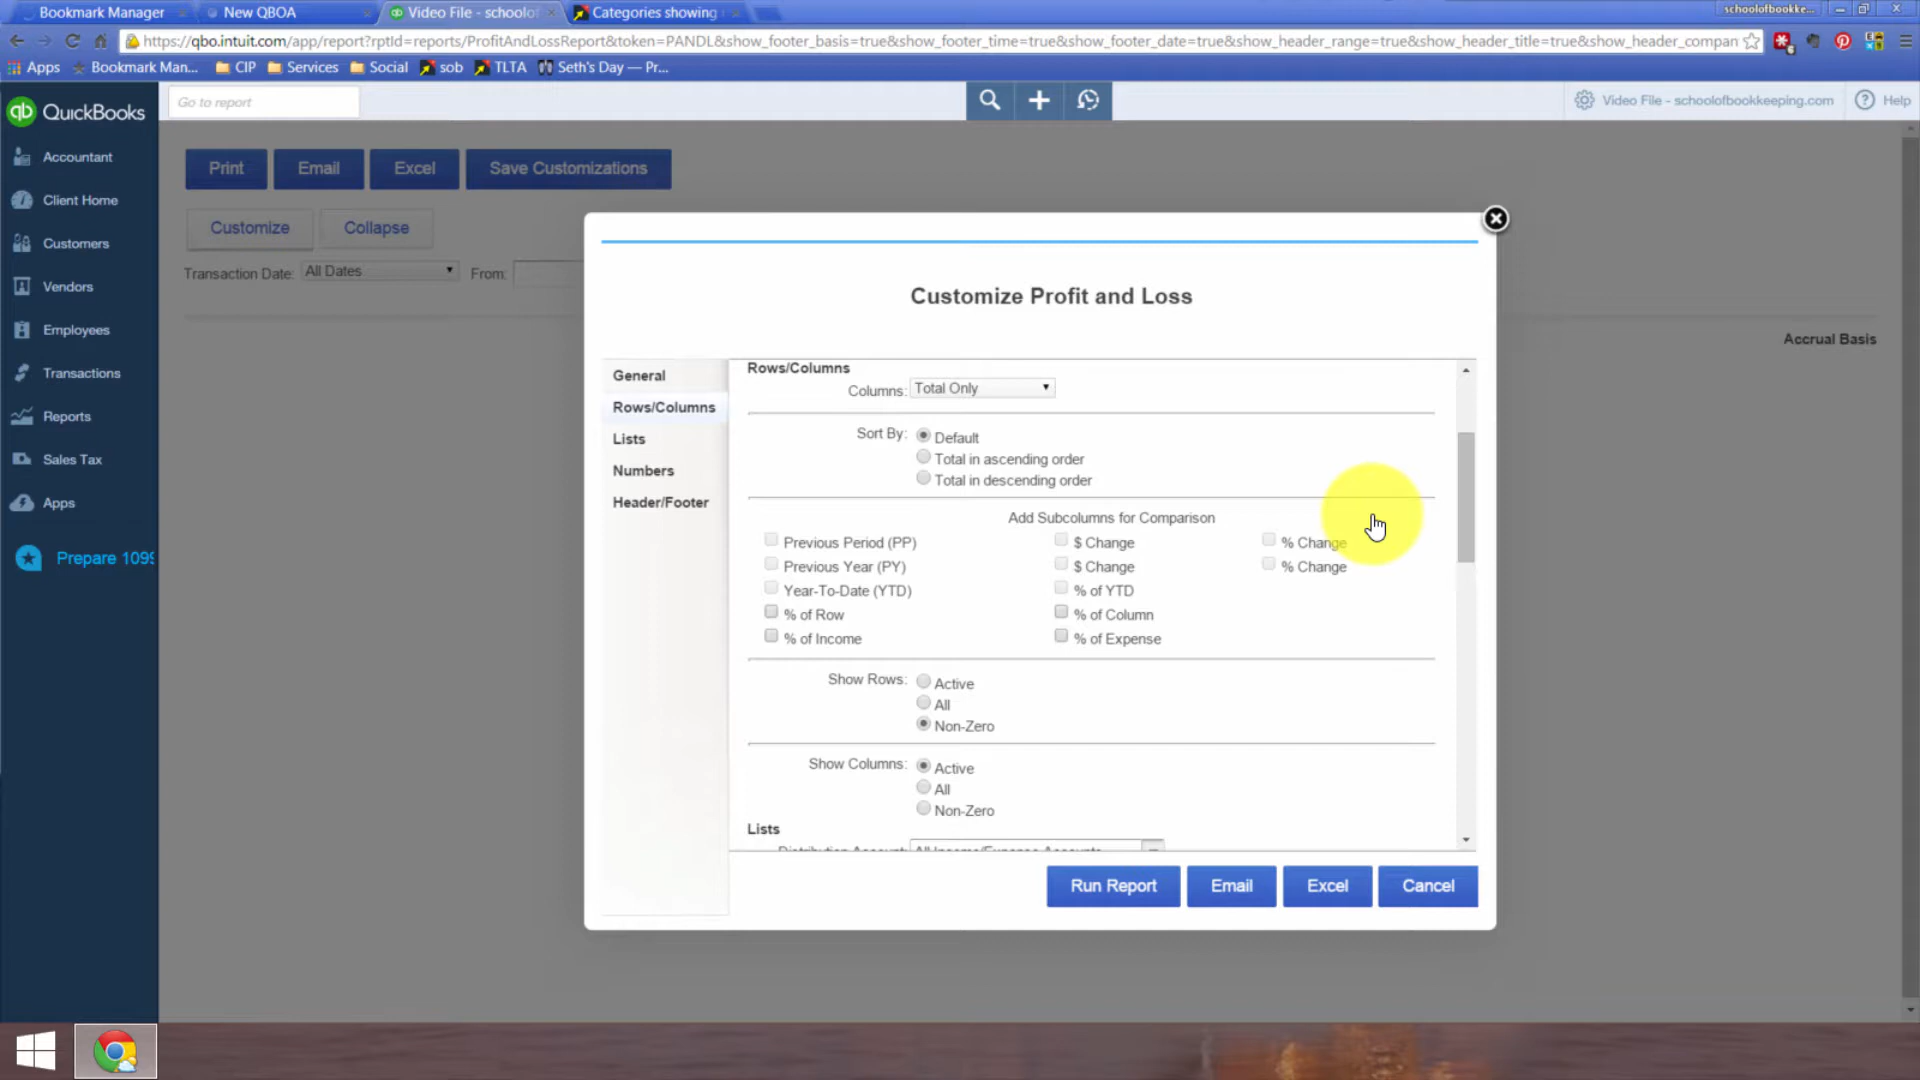 Bookmark Manager New QBOA Video File - schoolof Categories showing schoolofbookke...
https://qbo.intuit.com/app/report?rptId=reports/ProfitAndLossReport&token=PANDL&show_footer_basis=true&show_footer_time=true&show_footer_date=true&show_header_range=true&show_header_title=true&show_header_compan
Apps Bookmark Man... CIP Services Social sob TLTA Seth's Day — Pr...
qb QuickBooks
Go to report
Video File - schoolofbookkeeping.com ? Help
Accountant
Client Home
Customers
Vendors
Employees
Transactions
Reports
Sales Tax
Apps
Prepare 1099
Print Email Excel Save Customizations
Customize Collapse
Transaction Date: All Dates From:
Accrual Basis
Customize Profit and Loss
General
Rows/Columns
Lists
Numbers
Header/Footer
Rows/Columns
Columns: Total Only
Sort By: Default
Total in ascending order
Total in descending order
Add Subcolumns for Comparison
Previous Period (PP) $ Change % Change
Previous Year (PY) $ Change % Change
Year-To-Date (YTD) % of YTD
% of Row % of Column
% of Income % of Expense
Show Rows: Active
All
Non-Zero
Show Columns: Active
All
Non-Zero
Lists
Distribution Account: All Income/Expense Accounts
Run Report Email Excel Cancel